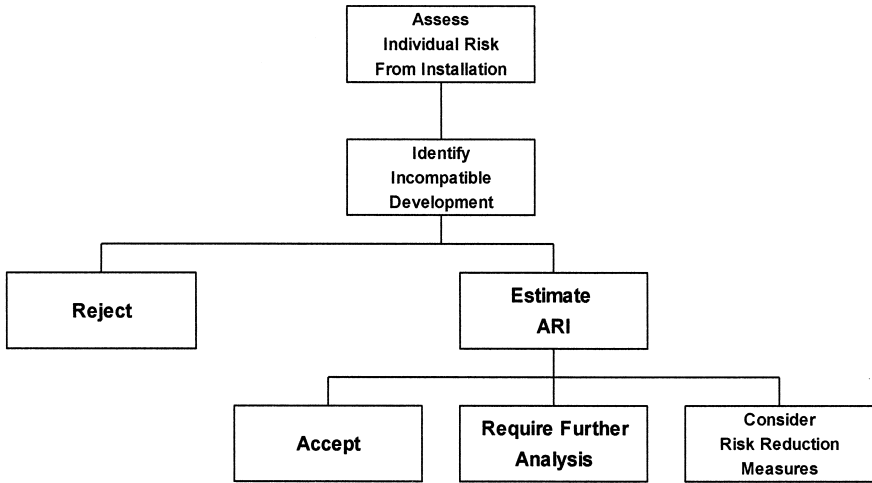 Assess
Individual Risk
From Installation
Identify
Incompatible
Development
Reject
Estimate
ARI
Accept
Require Further
Analysis
Consider
Risk Reduction
Measures